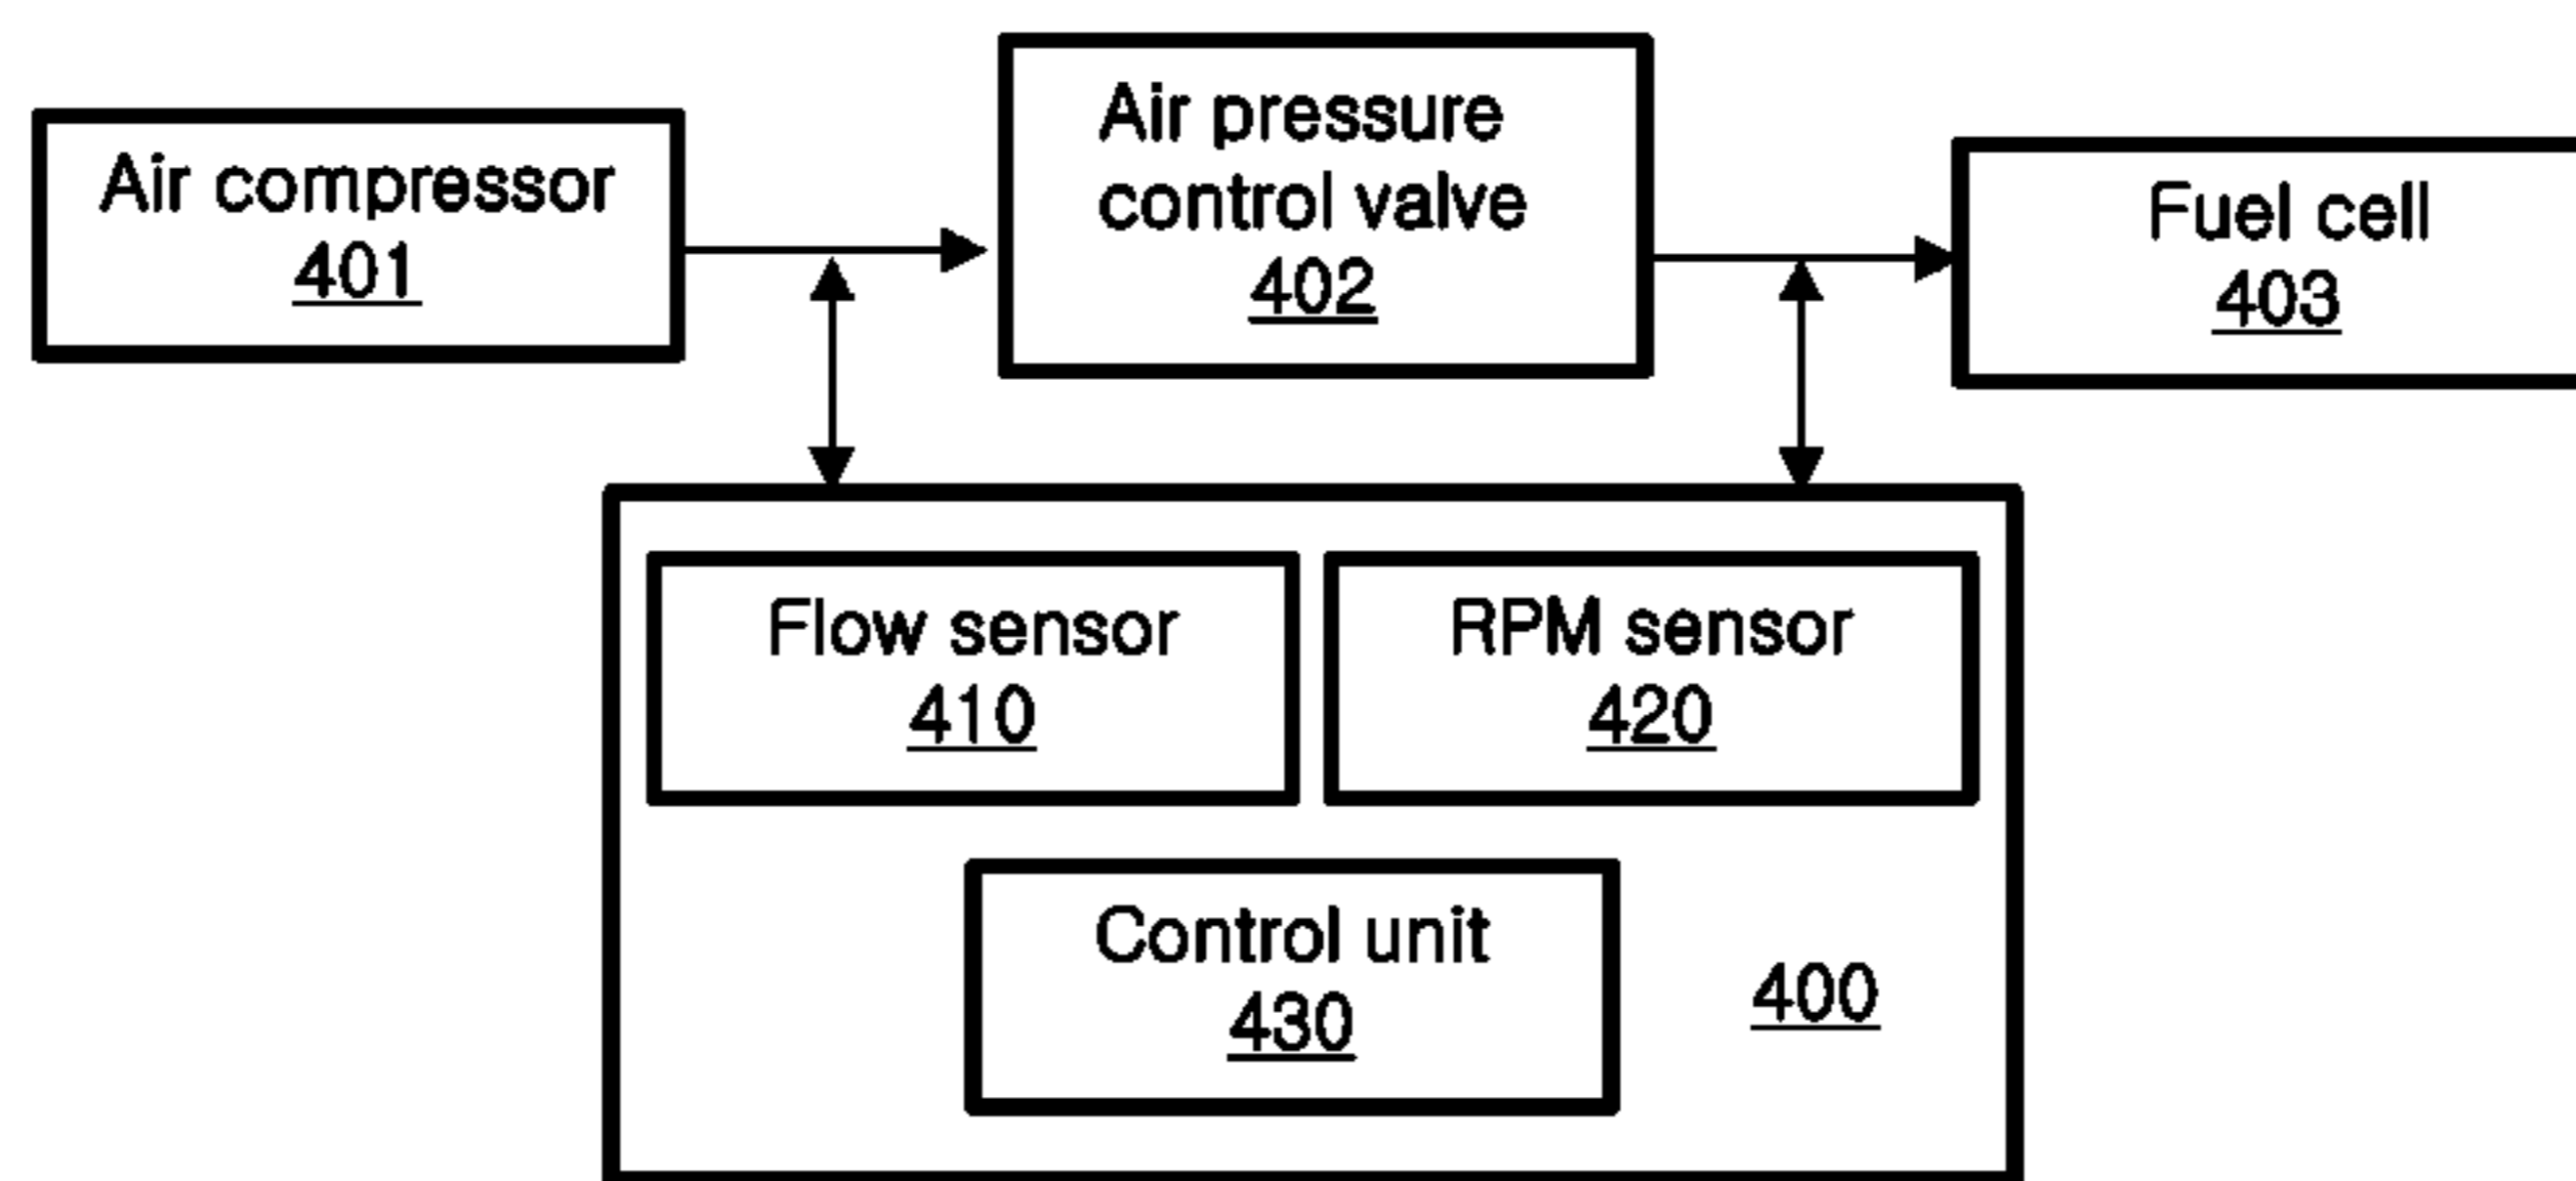 Air compressor
401
Air pressure
control valve
402
Fuel cell
403
Flow sensor
410
RPM sensor
420
Control unit
430
400